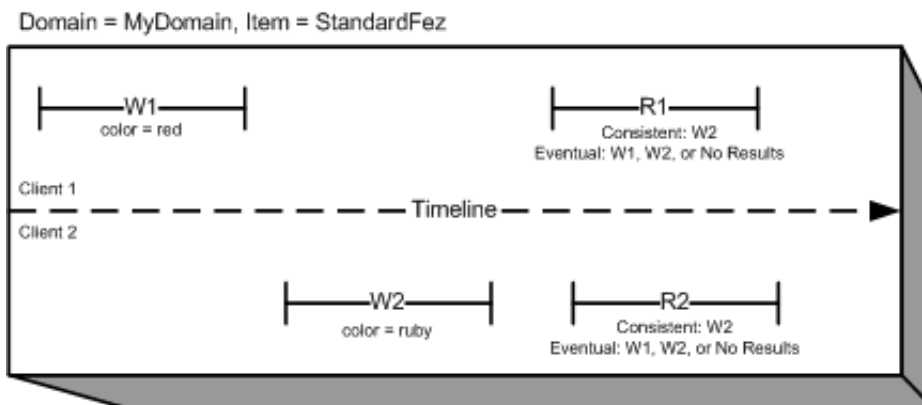 Domain = MyDomain, Item = StandardFez
W1
color = red
R1
Consistent: W2
Eventual: W1, W2, or No Results
Client 1
Timeline
Client 2
W2
color = ruby
R2
Consistent: W2
Eventual: W1, W2, or No Results